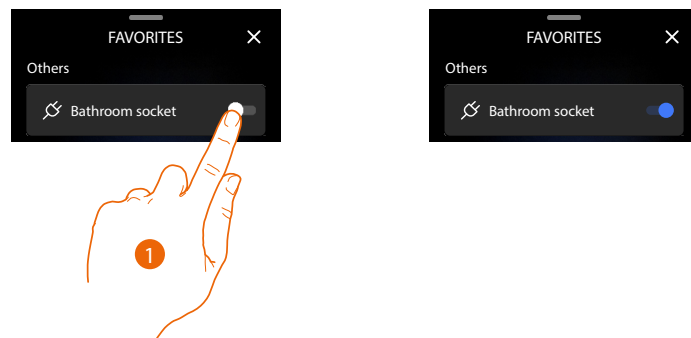 FAVORITES
Others
Bathroom socket
1
FAVORITES
Others
Bathroom socket